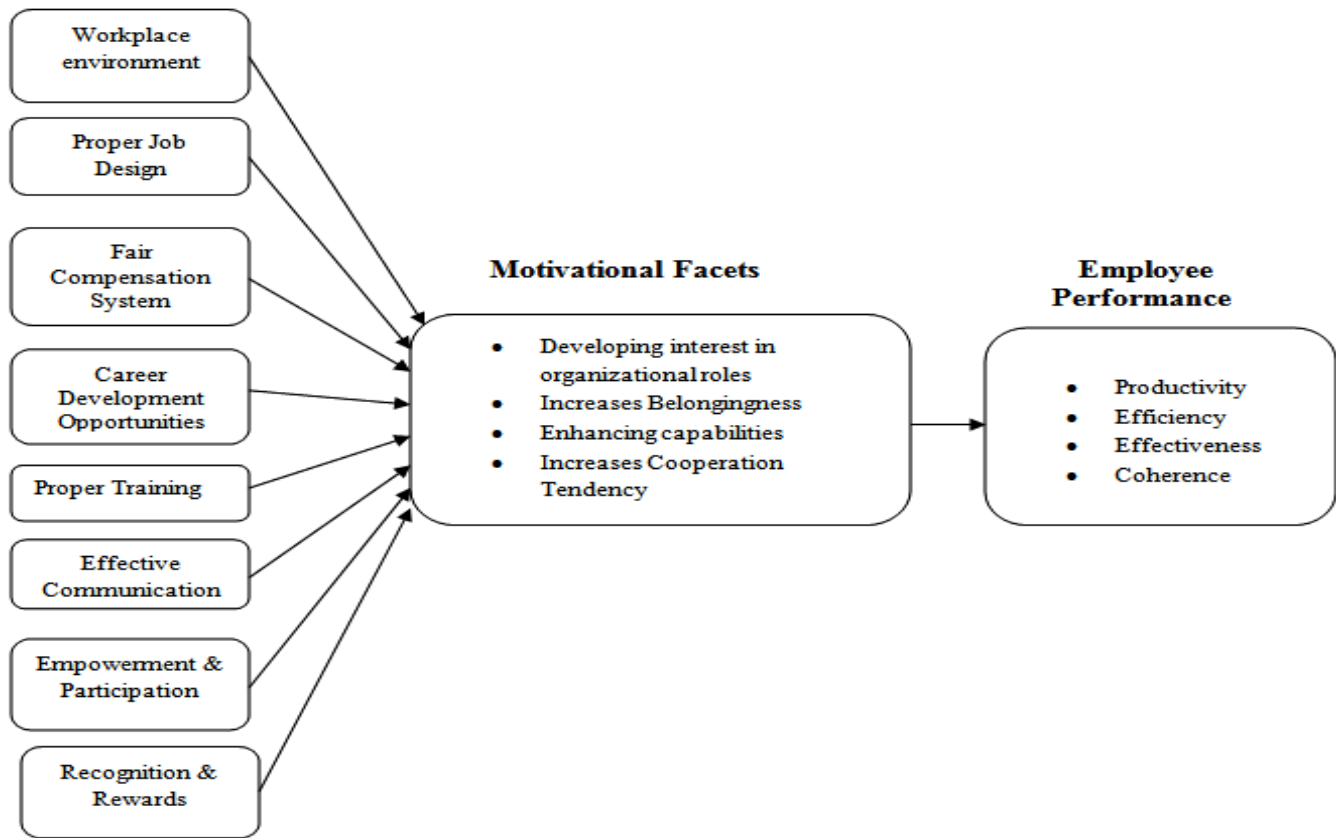 Workplace
environment
Proper Job
Design
Fair
Compensation
System
Career
Development
Opportunities
Proper Training
Effective
Communication
Empowerment &
Participation
Recognition &
Rewards
Motivational Facets
• Developing interest in
organizational roles
• Increases Belongingness
• Enhancing capabilities
• Increases Cooperation
Tendency
Employee
Performance
• Productivity
• Efficiency
• Effectiveness
• Coherence